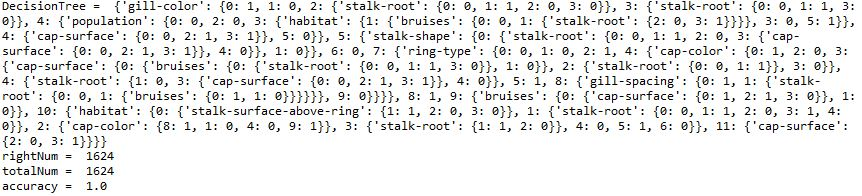 DecisionTree =  {'gill-color': {0: 1, 1: 0, 2: {'stalk-root': {0: 0, 1: 1, 2: 0, 3: 0}}, 3: {'stalk-root': {0: 0, 1: 1, 3:
0}}, 4: {'population': {0: 0, 2: 0, 3: {'habitat': {1: {'bruises': {0: 0, 1: {'stalk-root': {2: 0, 3: 1}}}}, 3: 0, 5: 1}},
4: {'cap-surface': {0: 0, 2: 1, 3: 1}}, 5: 0}}, 5: {'stalk-shape': {0: {'stalk-root': {0: 0, 1: 1, 2: 0, 3: {'cap-
surface': {0: 0, 2: 1, 3: 1}}, 4: 0}}, 1: 0}}, 6: 0, 7: {'ring-type': {0: 0, 1: 0, 2: 1, 4: {'cap-color': {0: 1, 2: 0, 3:
{'cap-surface': {0: {'bruises': {0: {'stalk-root': {0: 0, 1: 1, 3: 0}}, 1: 0}}, 2: {'stalk-root': {0: 0, 1: 1}}, 3: 0}},
4: {'stalk-root': {1: 0, 3: {'cap-surface': {0: 0, 2: 1, 3: 1}}, 4: 0}}, 5: 1, 8: {'gill-spacing': {0: 1, 1: {'stalk-
root': {0: 0, 1: {'bruises': {0: 1, 1: 0}}}}}}, 9: 0}}}}, 8: 1, 9: {'bruises': {0: {'cap-surface': {0: 1, 2: 1, 3: 0}}, 1:
0}}, 10: {'habitat': {0: {'stalk-surface-above-ring': {1: 1, 2: 0, 3: 0}}, 1: {'stalk-root': {0: 0, 1: 1, 2: 0, 3: 1, 4:
0}}, 2: {'cap-color': {8: 1, 1: 0, 4: 0, 9: 1}}, 3: {'stalk-root': {1: 1, 2: 0}}, 4: 0, 5: 1, 6: 0}}, 11: {'cap-surface':
{2: 0, 3: 1}}}}
rightNum =  1624
totalNum =  1624
accuracy =  1.0